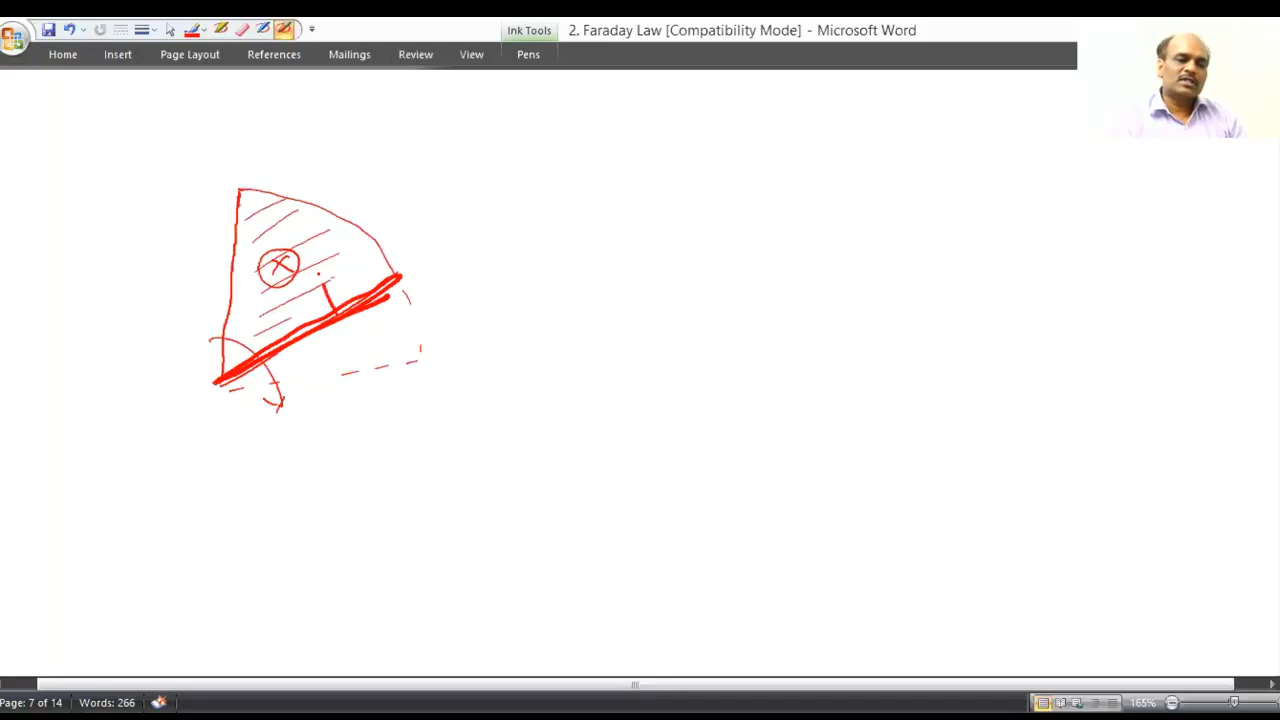 Ink Tools
2. Faraday Law [Compatibility Mode] - Microsoft Word
Home Insert Page Layout References Mailings Review View Pens
X
Page: 7 of 14 Words: 266 165%